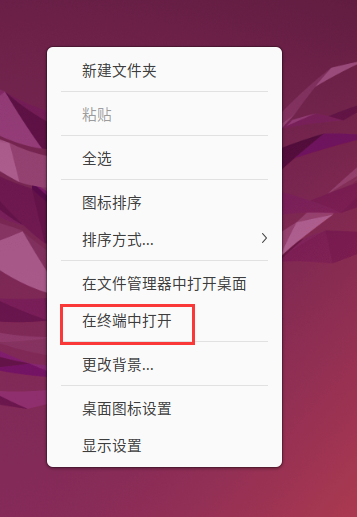 新建文件夹
粘贴
全选
图标排序
排序方式...
在文件管理器中打开桌面
在终端中打开
更改背景...
桌面图标设置
显示设置